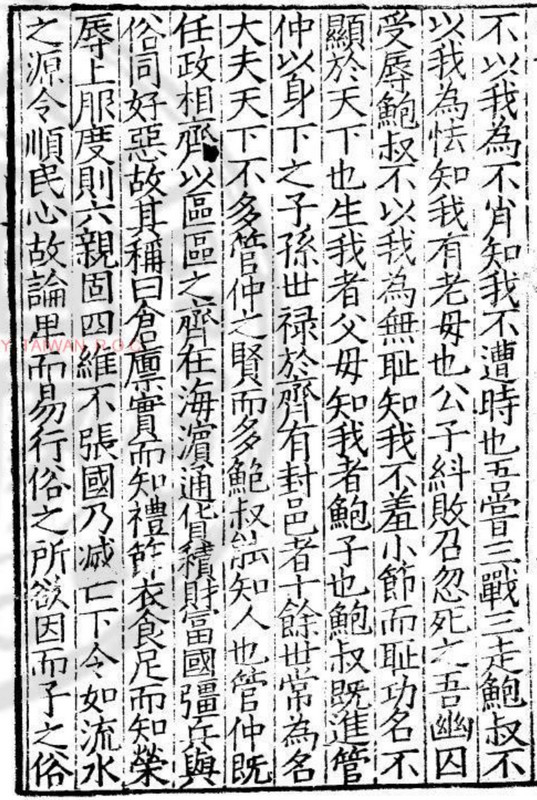 不以我為不肖知我不遭時也吾嘗三戰三走鮑叔不
以我為怯知我有老母也公子糾敗召忽死之吾幽囚
受辱鮑叔不以我為無恥知我不羞小節而恥功名不
顯於天下也生我者父母知我者鮑子也鮑叔既進管
仲以身下之子孫世祿於齊有封邑者十餘世常為名
大夫天下不多管仲之賢而多鮑叔能知人也管仲既
任政相齊以區區之齊在海濱通貨積財富國彊兵與
俗同好惡故其稱曰倉廩實而知禮節衣食足而知榮
辱上服度則六親固四維不張國乃滅亡下令如流水
之源令順民心故論卑而易行俗之所欲因而子之俗
Y, TAIWAN R.O.C